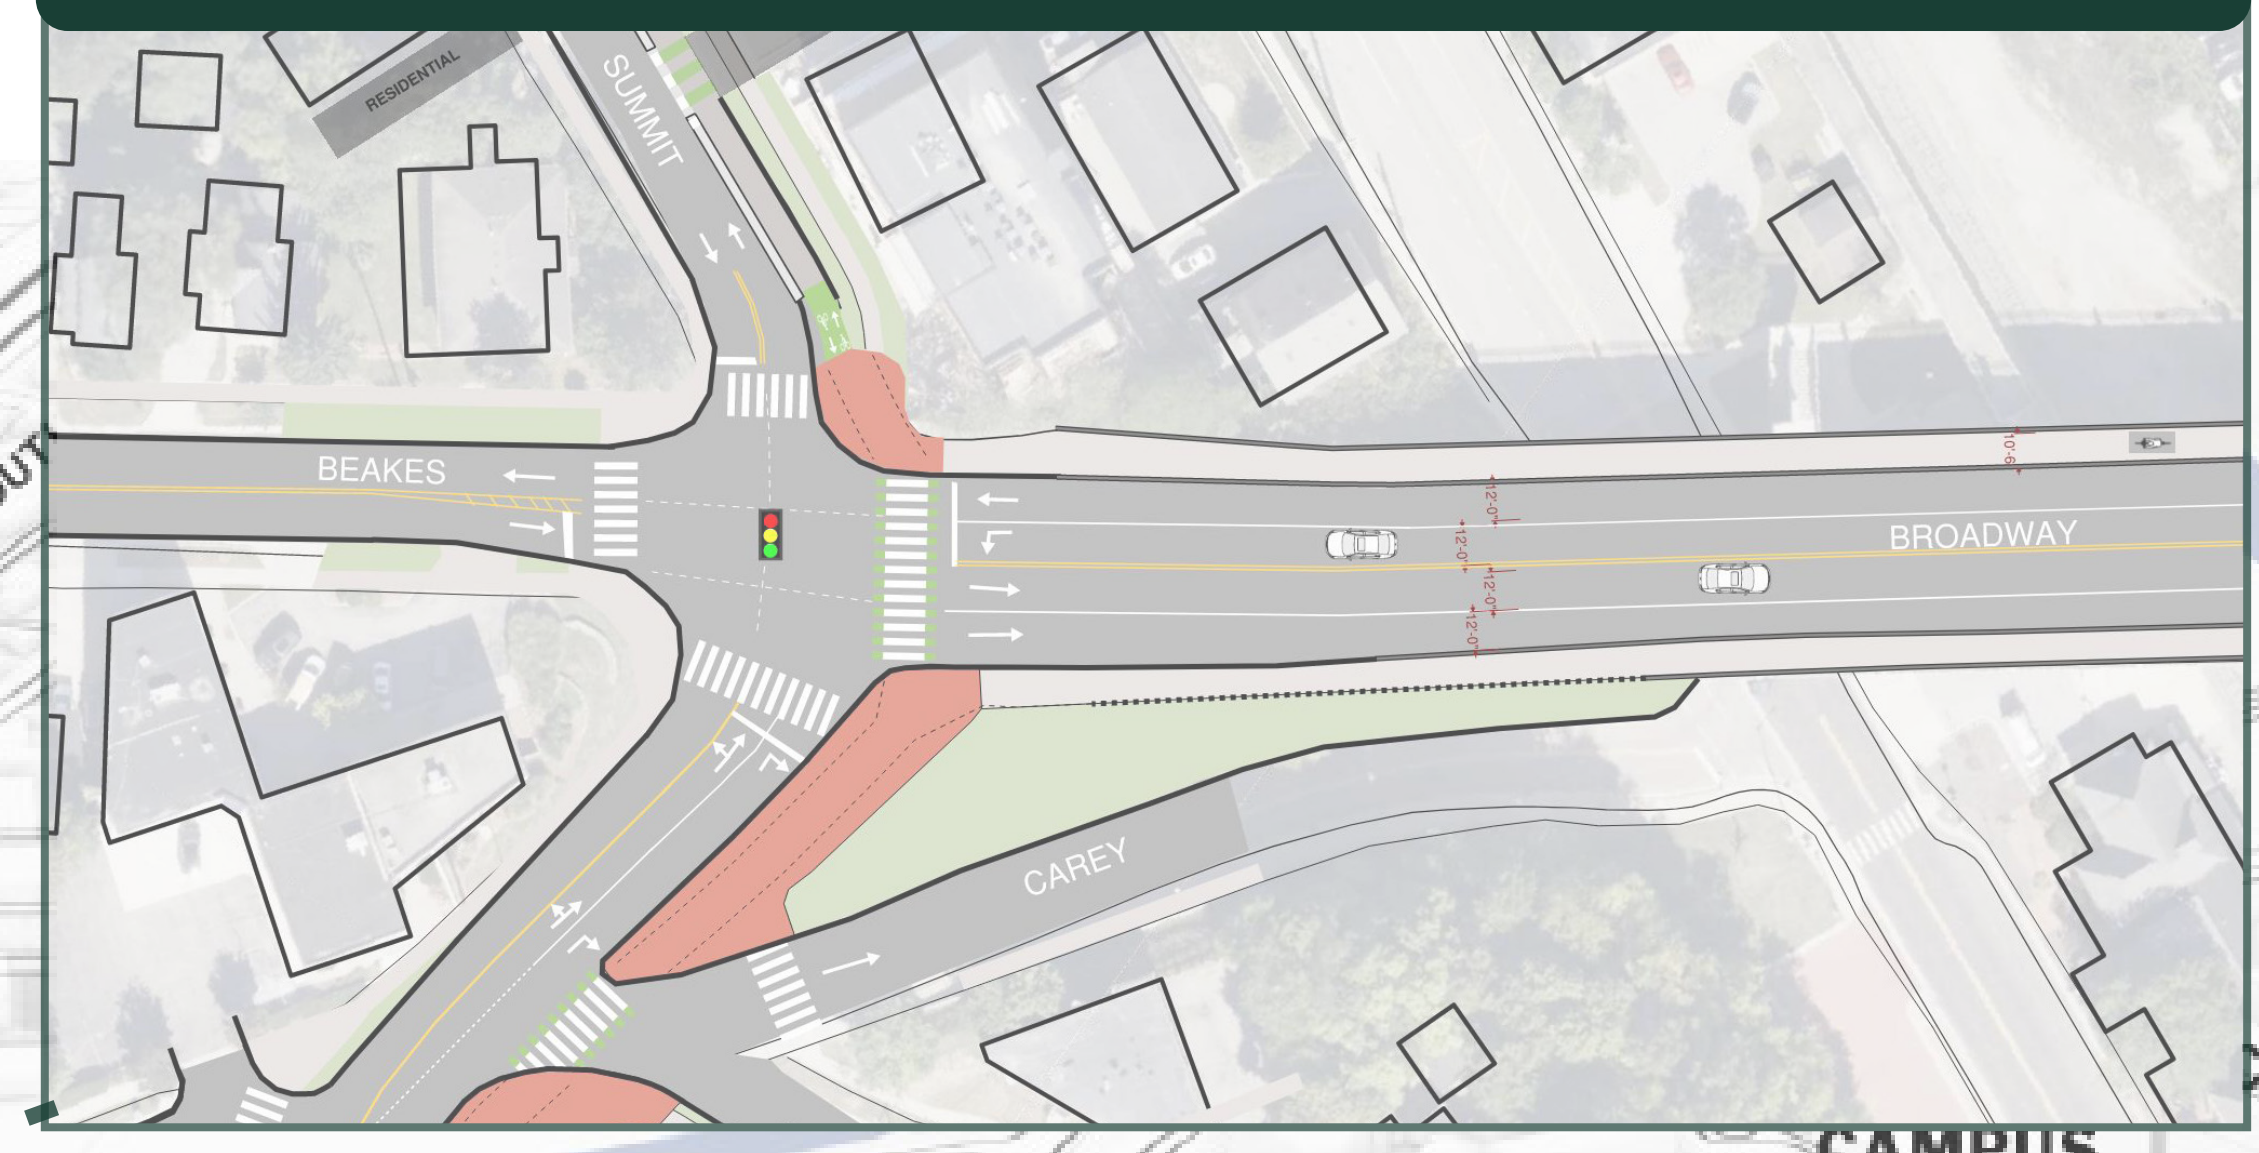 RESIDENTIAL
SUMMIT
BEAKES
10'-6"
12'-0"
12'-0"
12'-0"
12'-0"
BROADWAY
CAREY
CAMPUS